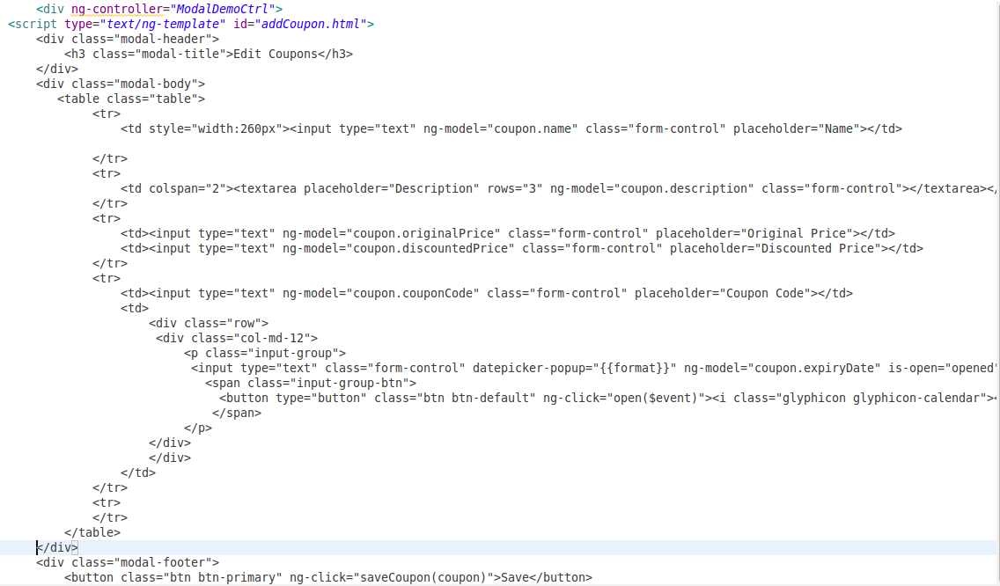 <div ng-controller="ModalDemoCtrl">
<script type="text/ng-template" id="addCoupon.html">
<div class="modal-header">
<h3 class="modal-title">Edit Coupons</h3>
</div>
<div class="modal-body">
<table class="table">
<tr>
<td style="width:260px"><input type="text" ng-model="coupon.name" class="form-control" placeholder="Name"></td>
</tr>
<tr>
<td colspan="2"><textarea placeholder="Description" rows="3" ng-model="coupon.description" class="form-control"></textarea></
</tr>
<tr>
<td><input type="text" ng-model="coupon.originalPrice" class="form-control" placeholder="Original Price"></td>
<td><input type="text" ng-model="coupon.discountedPrice" class="form-control" placeholder="Discounted Price"></td>
</tr>
<tr>
<td><input type="text" ng-model="coupon.couponCode" class="form-control" placeholder="Coupon Code"></td>
<td>
<div class="row">
<div class="col-md-12">
<p class="input-group">
<input type="text" class="form-control" datepicker-popup="{{format}}" ng-model="coupon.expiryDate" is-open="opened"
<span class="input-group-btn">
<button type="button" class="btn btn-default" ng-click="open($event)"><i class="glyphicon glyphicon-calendar"><
</span>
</p>
</div>
</div>
</td>
</tr>
<tr>
</tr>
</table>
</div>
<div class="modal-footer">
<button class="btn btn-primary" ng-click="saveCoupon(coupon)">Save</button>